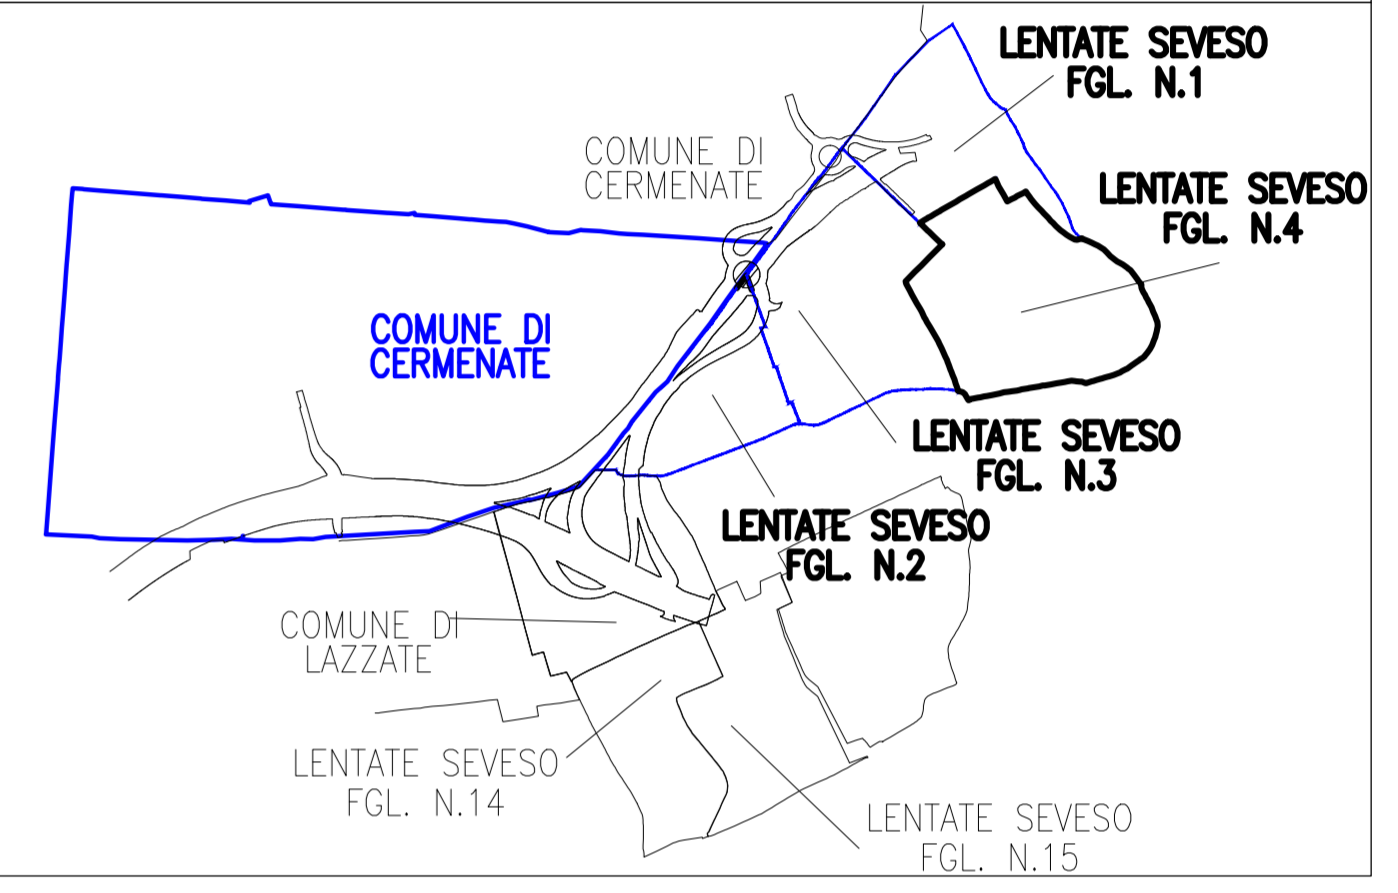 LENTATE SEVESO
FGL. N.1
COMUNE DI
CERMENATE
LENTATE SEVESO
FGL. N.4
COMUNE DI
CERMENATE
LENTATE SEVESO
FGL. N.3
LENTATE SEVESO
FGL. N.2
COMUNE DI
LAZZATE
LENTATE SEVESO
FGL. N.14
LENTATE SEVESO
FGL. N.15